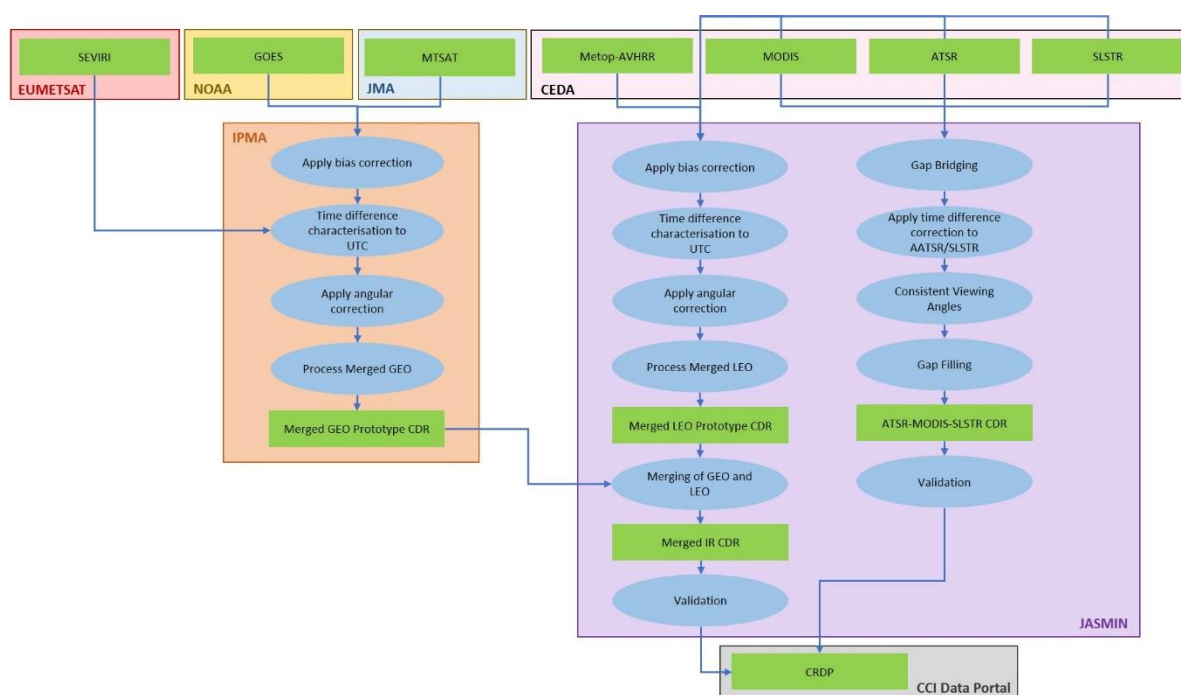 SEVIRI
EUMETSAT
GOES
NOAA
MTSAT
JMA
Metop-AVHRR
MODIS
ATSR
SLSTR
CEDA
IPMA
Apply bias correction
Time difference
characterisation to
UTC
Apply angular
correction
Process Merged GEO
Merged GEO Prototype CDR
Apply bias correction
Time difference
characterisation to
UTC
Apply angular
correction
Process Merged LEO
Merged LEO Prototype CDR
Merging of GEO and
LEO
Merged IR CDR
Validation
Gap Bridging
Apply time difference
correction to
AATSR/SLSTR
Consistent Viewing
Angles
Gap Filling
ATSR-MODIS-SLSTR CDR
Validation
JASMIN
CRDP
CCI Data Portal